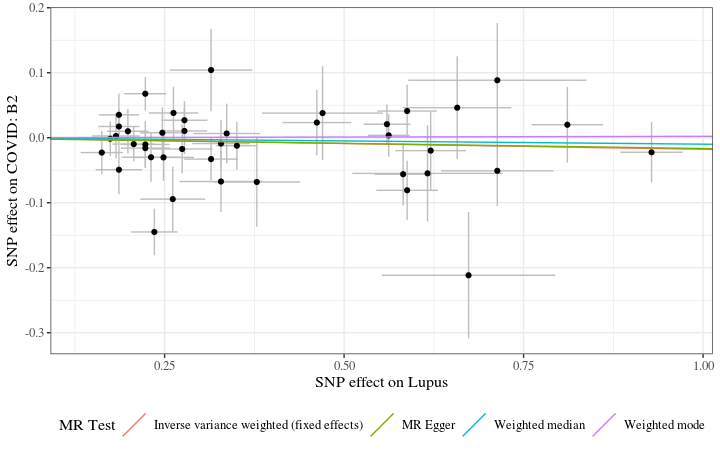 0.2
0.1
0.0
-0.1
-0.2
-0.3
SNP effect on COVID: B2
0.25
0.50
0.75
1.00
SNP effect on Lupus
MR Test
Inverse variance weighted (fixed effects)
MR Egger
Weighted median
Weighted mode